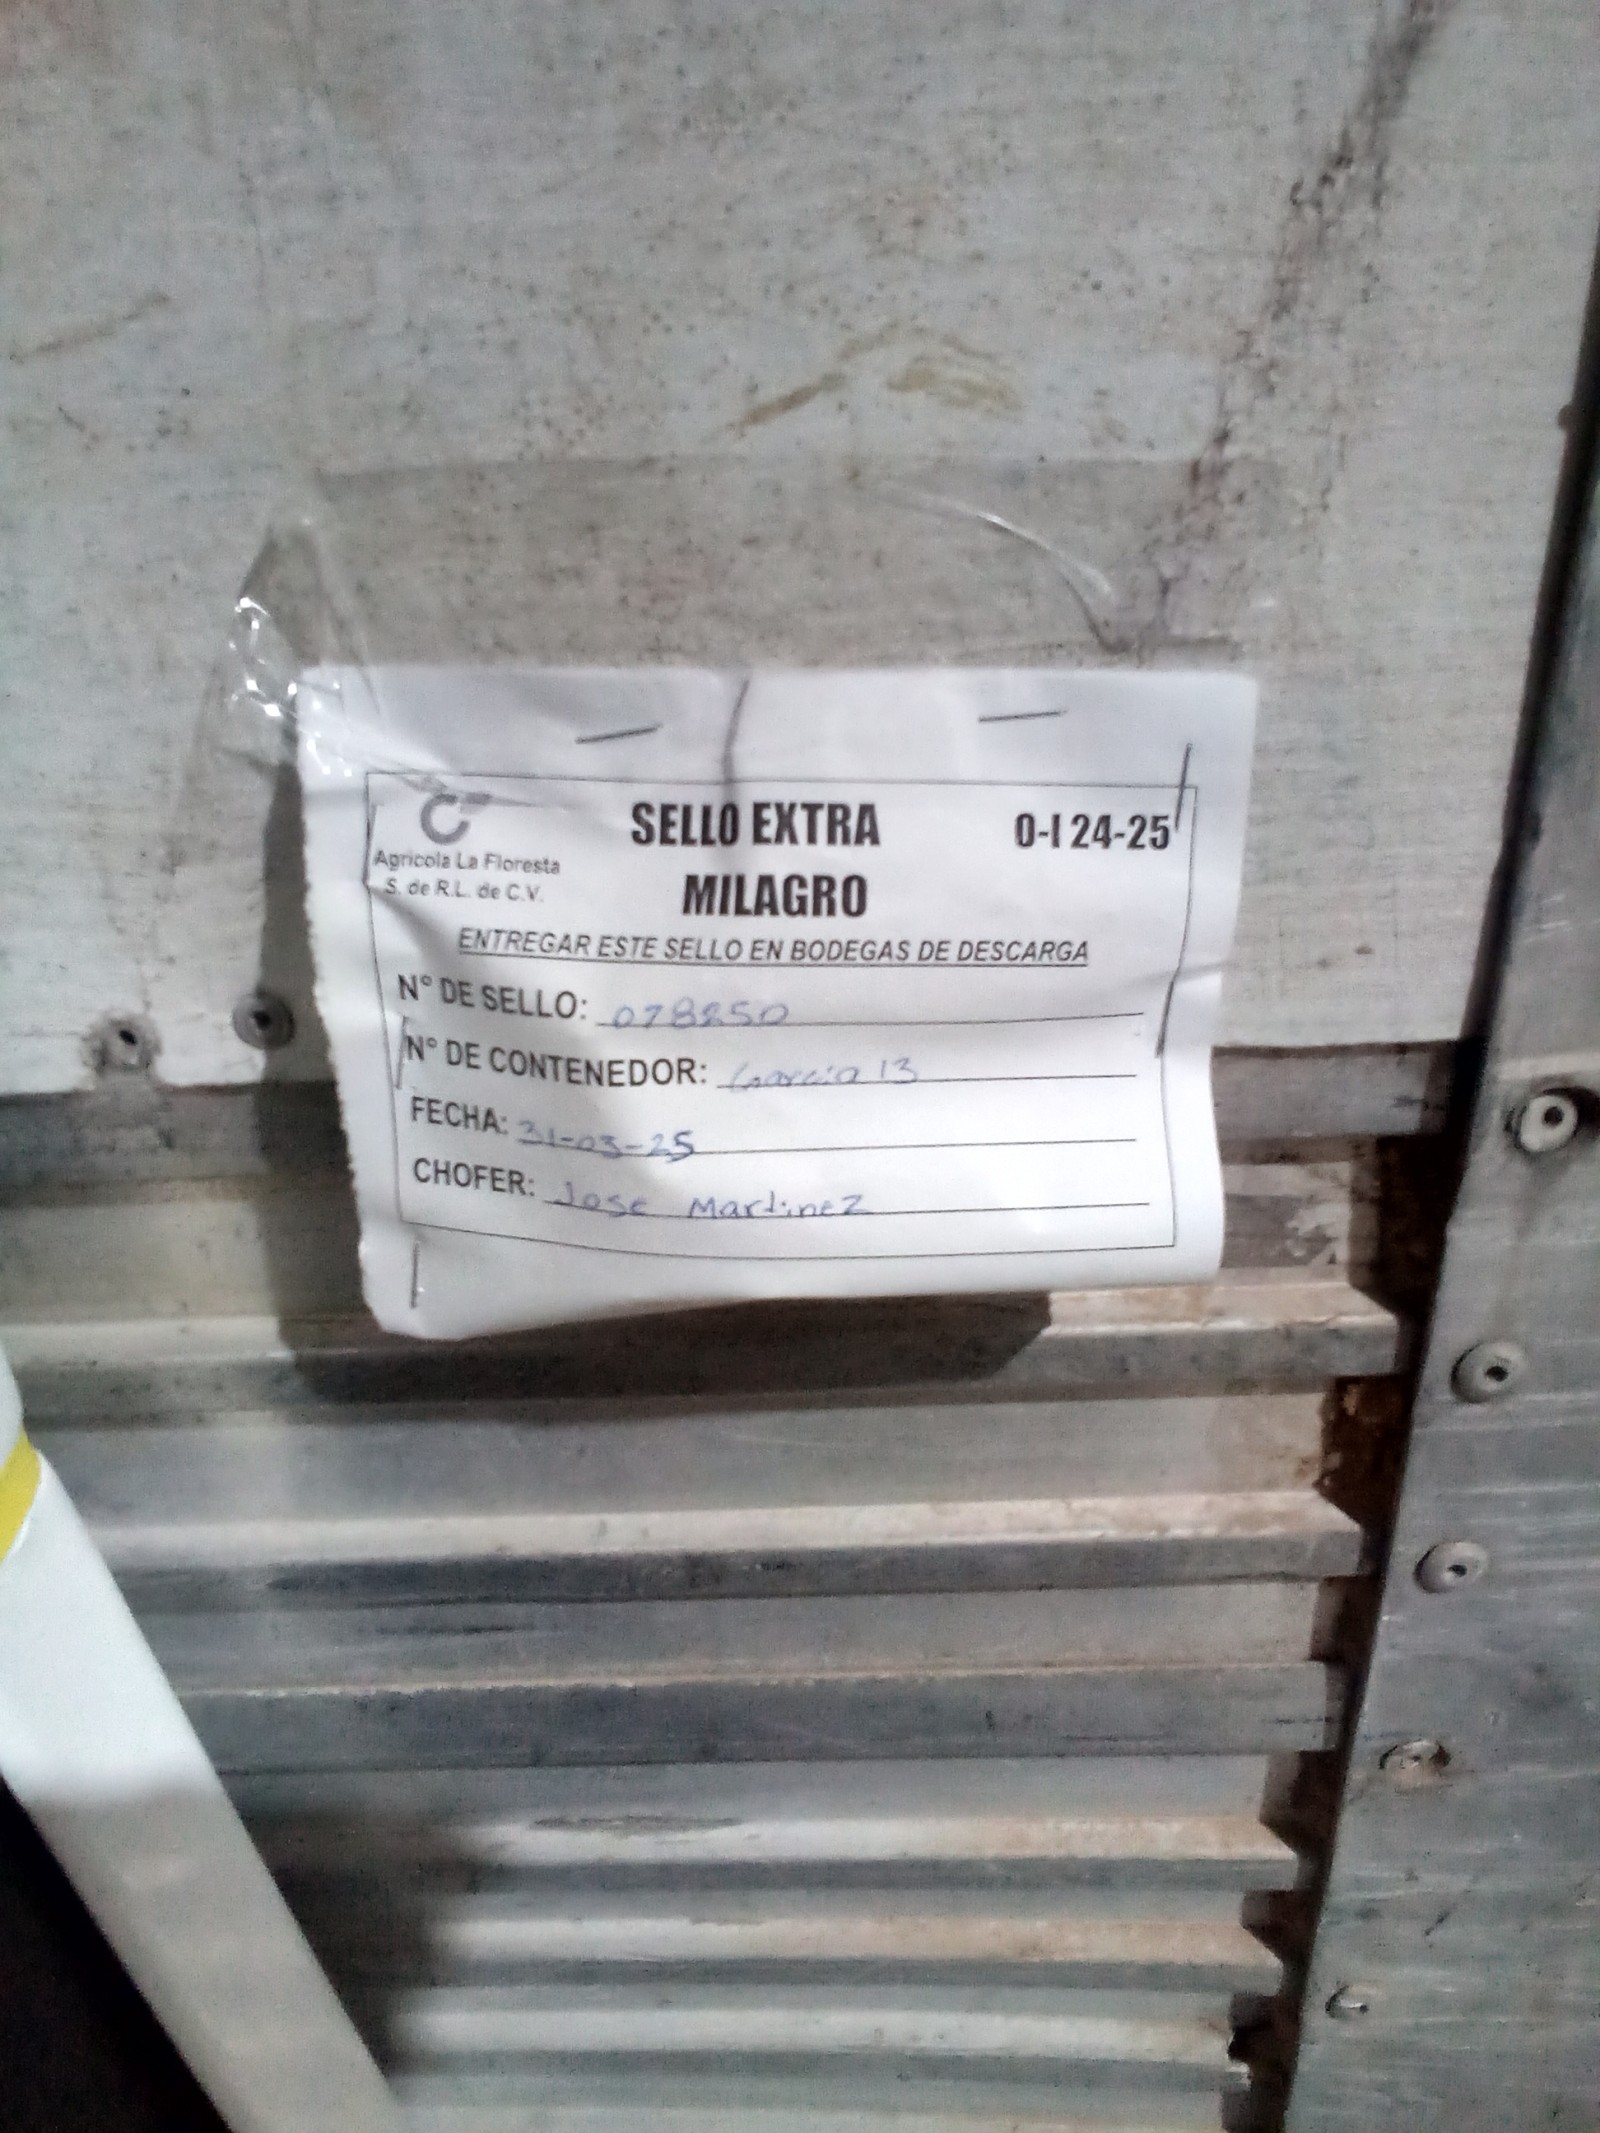 SELLO EXTRA 0-I 24-25
Agricola La Floresta
S. de R.L. de C.V.
MILAGRO
ENTREGAR ESTE SELLO EN BODEGAS DE DESCARGA
N° DE SELLO: 078250
N° DE CONTENEDOR: Garcia 13
FECHA: 31-03-25
CHOFER: Jose Martinez